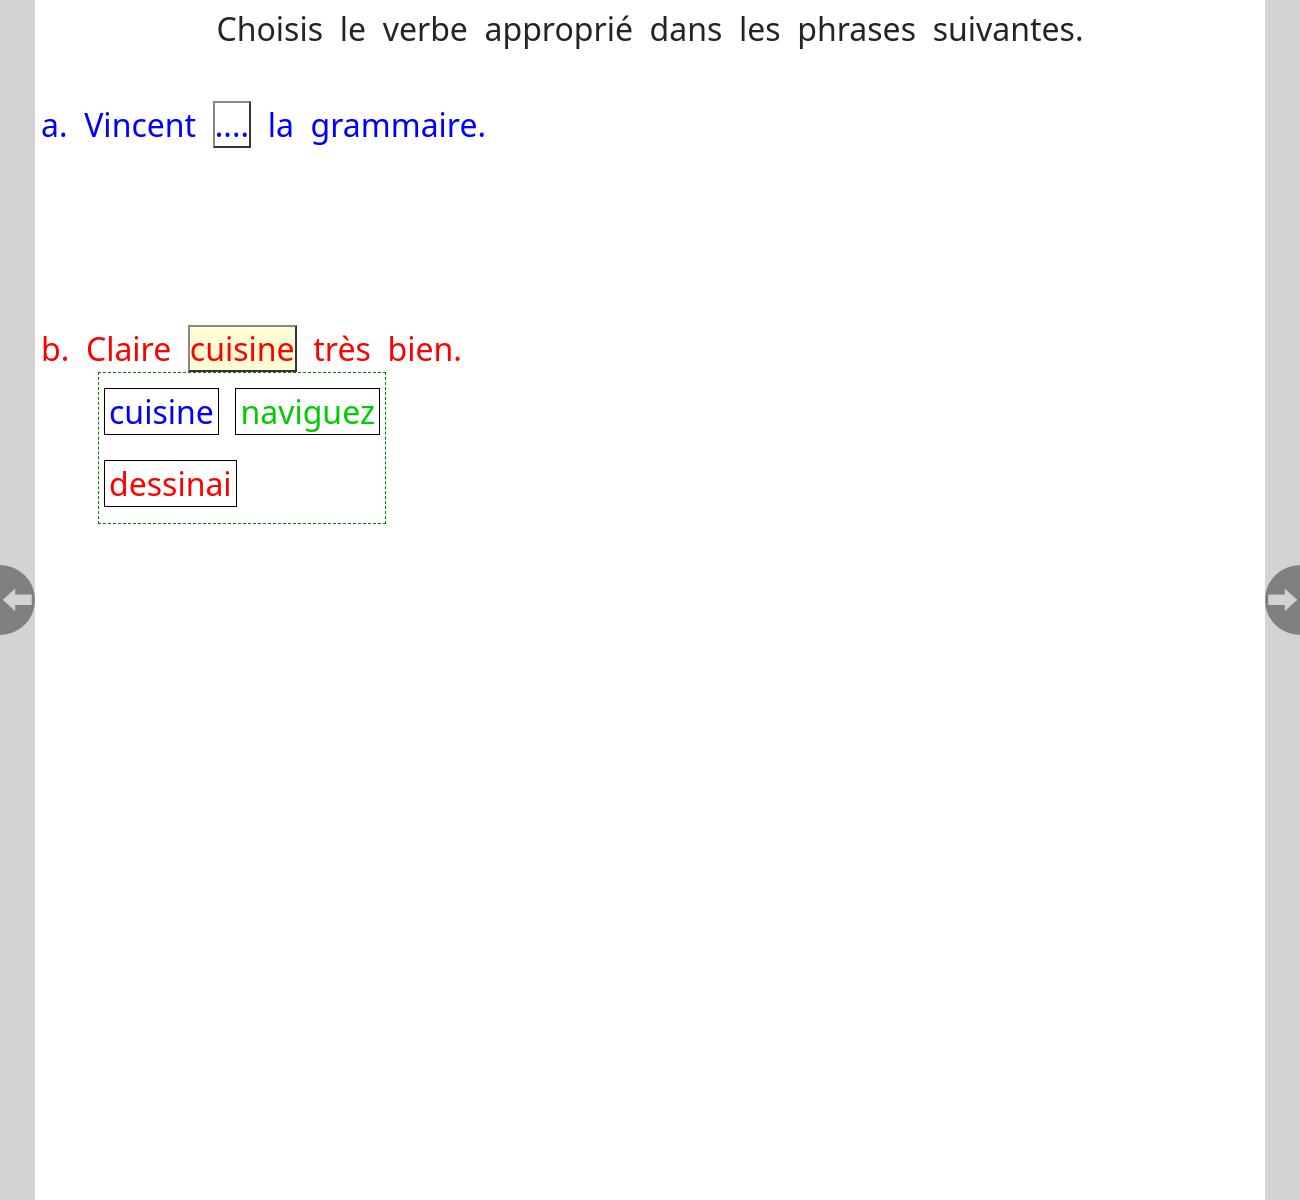 Choisis le verbe approprié dans les phrases suivantes.
a. Vincent .... la grammaire.
b. Claire cuisine très bien.
cuisine naviguez
dessinai